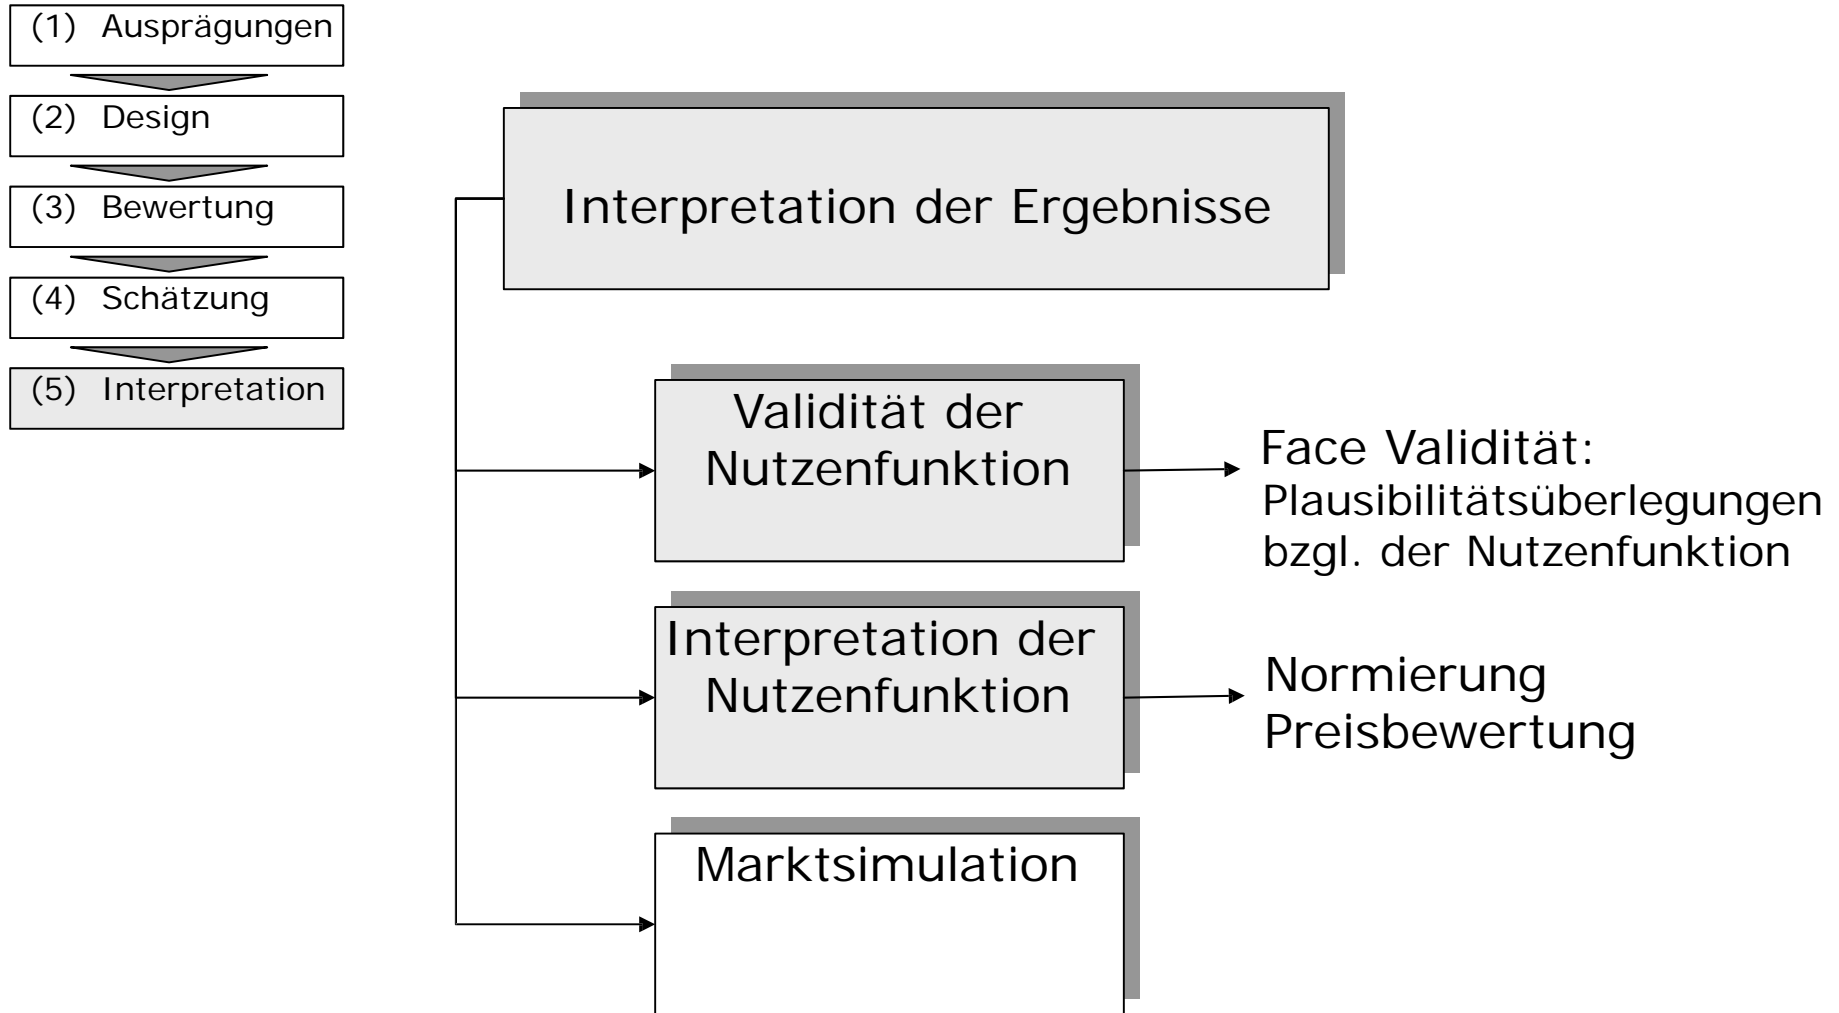 (1) Ausprägungen
(2) Design
(3) Bewertung
(4) Schätzung
(5) Interpretation
Interpretation der Ergebnisse
Validität der
Nutzenfunktion
Face Validität:
Plausibilitätsüberlegungen
bzgl. der Nutzenfunktion
Interpretation der
Nutzenfunktion
Normierung
Preisbewertung
Marktsimulation